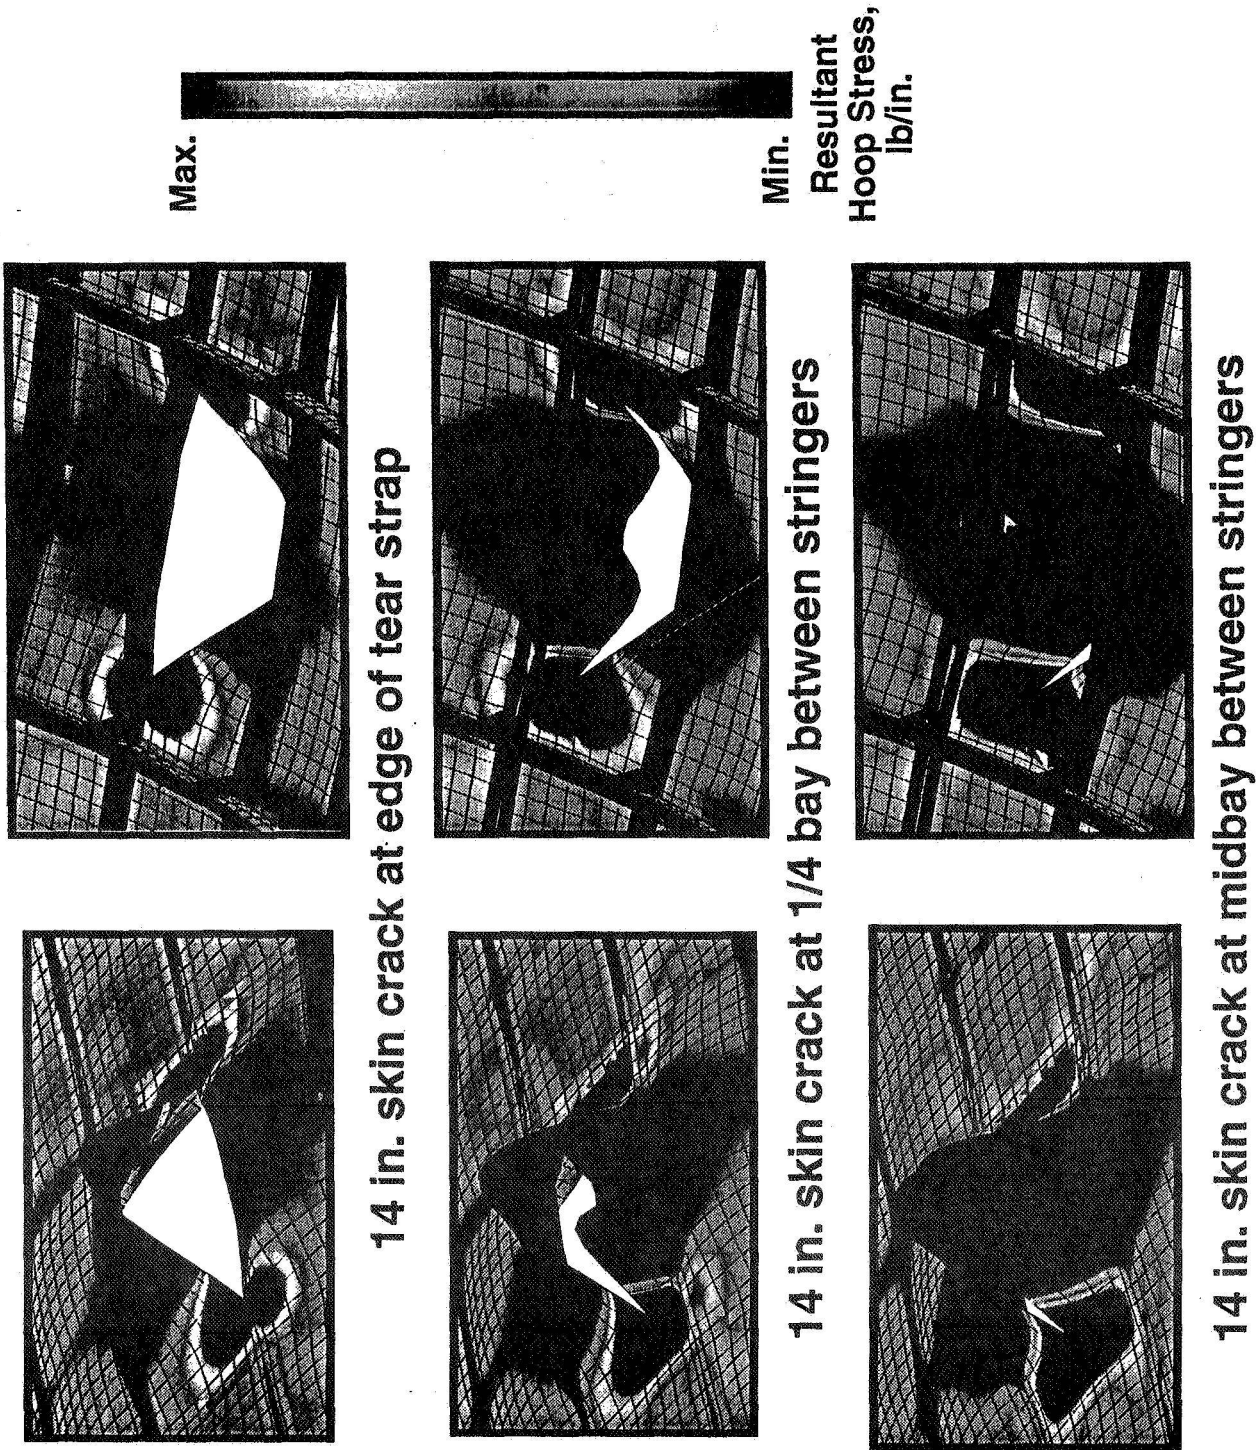 14 in. skin crack at edge of tear strap
14 in. skin crack at 1/4 bay between stringers
14 in. skin crack at midbay between stringers
Max.
Min.
Resultant
Hoop Stress,
lb/in.